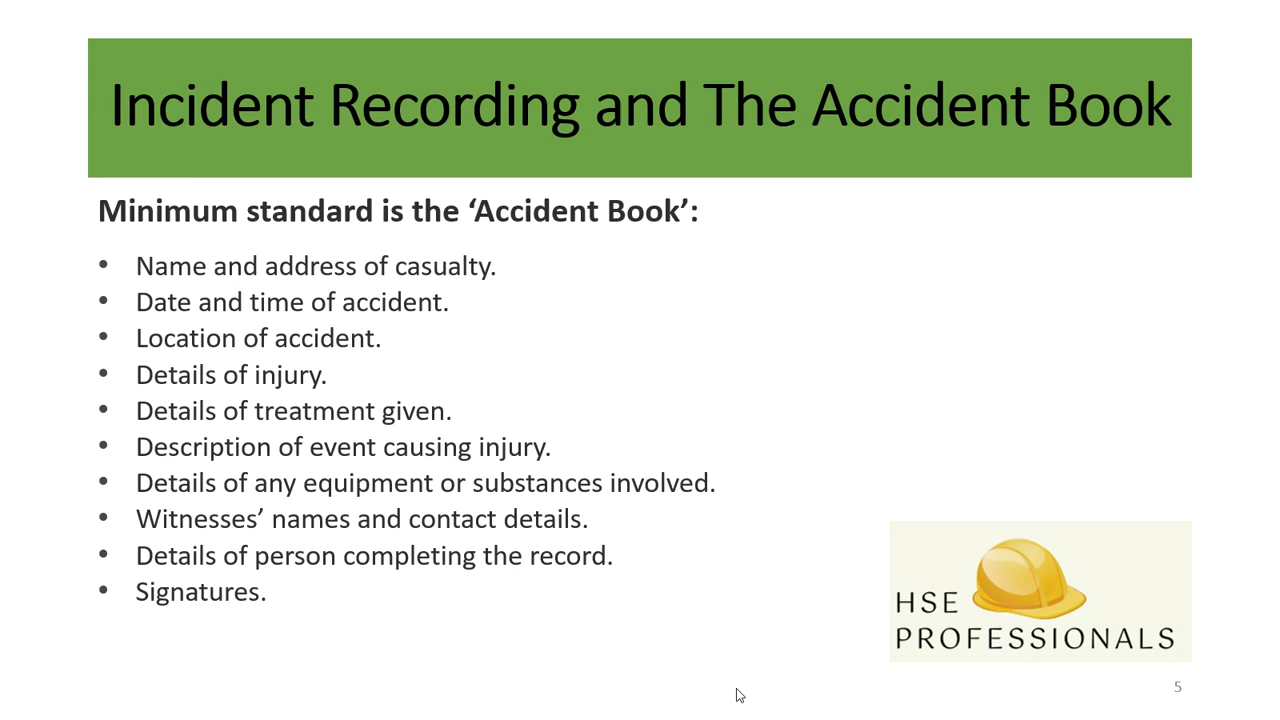 Incident Recording and The Accident Book
Minimum standard is the ‘Accident Book’:
• Name and address of casualty.
• Date and time of accident.
• Location of accident.
• Details of injury.
• Details of treatment given.
• Description of event causing injury.
• Details of any equipment or substances involved.
• Witnesses’ names and contact details.
• Details of person completing the record.
• Signatures.
HSE
PROFESSIONALS
5